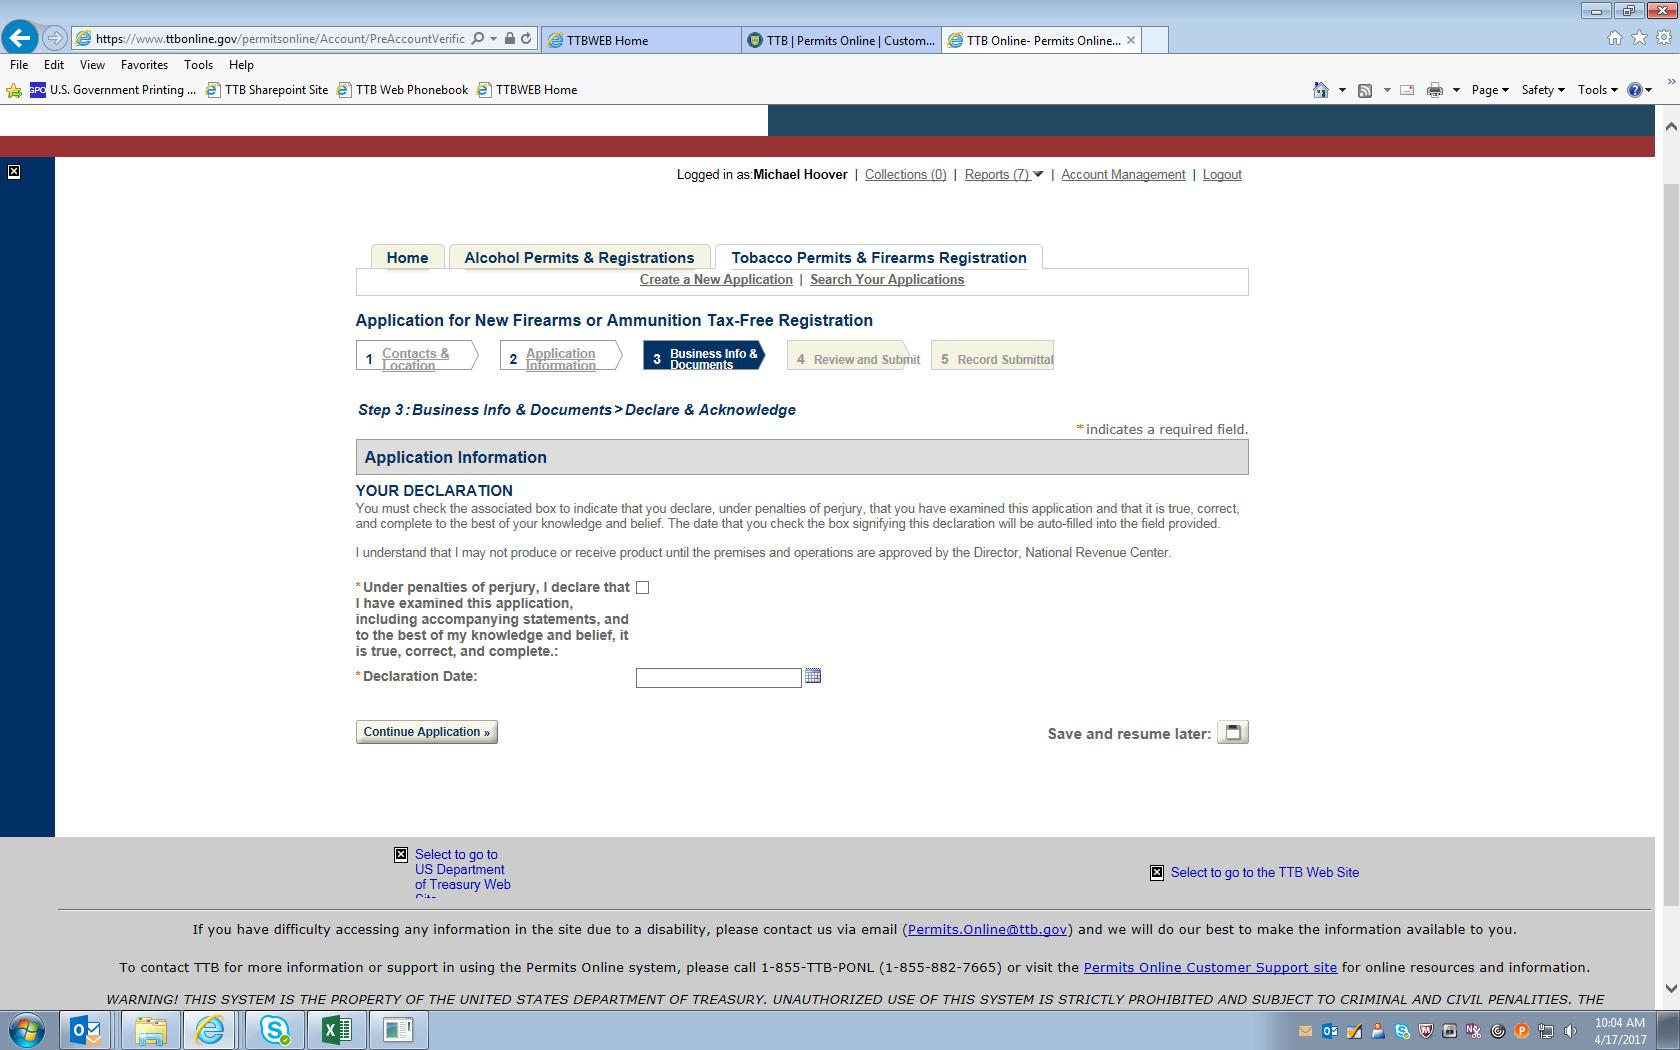 https://www.ttbonline.gov/permitsonline/Account/PreAccountVerific
TTBWEB Home
TTB | Permits Online | Custom...
TTB Online- Permits Online...
File Edit View Favorites Tools Help
GPO U.S. Government Printing ...
TTB Sharepoint Site
TTB Web Phonebook
TTBWEB Home
Page Safety Tools
Logged in as:Michael Hoover | Collections (0) | Reports (7) | Account Management | Logout
Home
Alcohol Permits & Registrations
Tobacco Permits & Firearms Registration
Create a New Application | Search Your Applications
Application for New Firearms or Ammunition Tax-Free Registration
1 Contacts & Location
2 Application Information
3 Business Info & Documents
4 Review and Submit
5 Record Submittal
Step 3:Business Info & Documents>Declare & Acknowledge
*indicates a required field.
Application Information
YOUR DECLARATION
You must check the associated box to indicate that you declare, under penalties of perjury, that you have examined this application and that it is true, correct,
and complete to the best of your knowledge and belief. The date that you check the box signifying this declaration will be auto-filled into the field provided.
I understand that I may not produce or receive product until the premises and operations are approved by the Director, National Revenue Center.
*Under penalties of perjury, I declare that
I have examined this application,
including accompanying statements, and
to the best of my knowledge and belief, it
is true, correct, and complete.:
*Declaration Date:
Continue Application »
Save and resume later:
Select to go to
US Department
of Treasury Web
Site
Select to go to the TTB Web Site
If you have difficulty accessing any information in the site due to a disability, please contact us via email (Permits.Online@ttb.gov) and we will do our best to make the information available to you.
To contact TTB for more information or support in using the Permits Online system, please call 1-855-TTB-PONL (1-855-882-7665) or visit the Permits Online Customer Support site for online resources and information.
WARNING! THIS SYSTEM IS THE PROPERTY OF THE UNITED STATES DEPARTMENT OF TREASURY. UNAUTHORIZED USE OF THIS SYSTEM IS STRICTLY PROHIBITED AND SUBJECT TO CRIMINAL AND CIVIL PENALITIES. THE
10:04 AM
4/17/2017